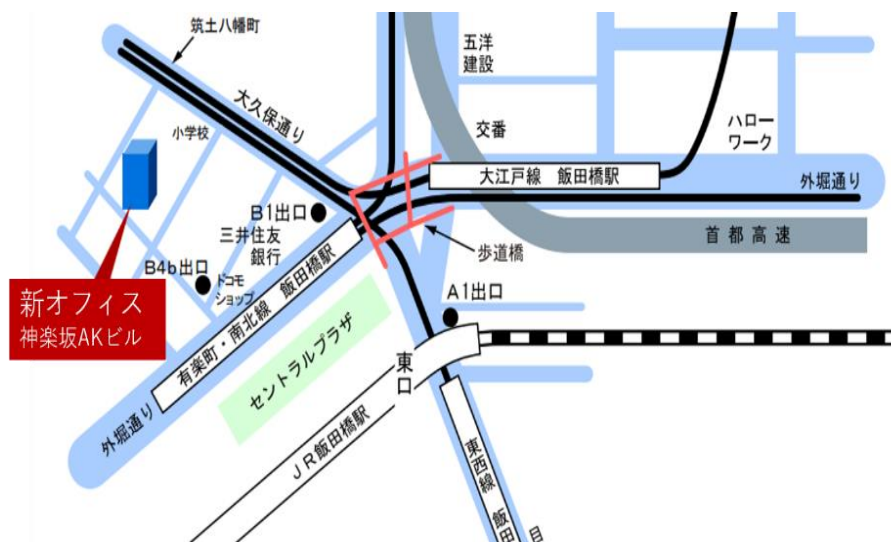 筑土八幡町
大久保通り
小学校
五洋
建設
交番
ハロー
ワーク
大江戸線 飯田橋駅
外堀通り
首都高速
歩道橋
B1出口
三井住友
銀行
B4b出口
ドコモ
ショップ
新オフィス
神楽坂AKビル
有楽町・南北線 飯田橋駅
セントラルプラザ
A1出口
東口
外堀通り
JR飯田橋駅
東西線 飯田